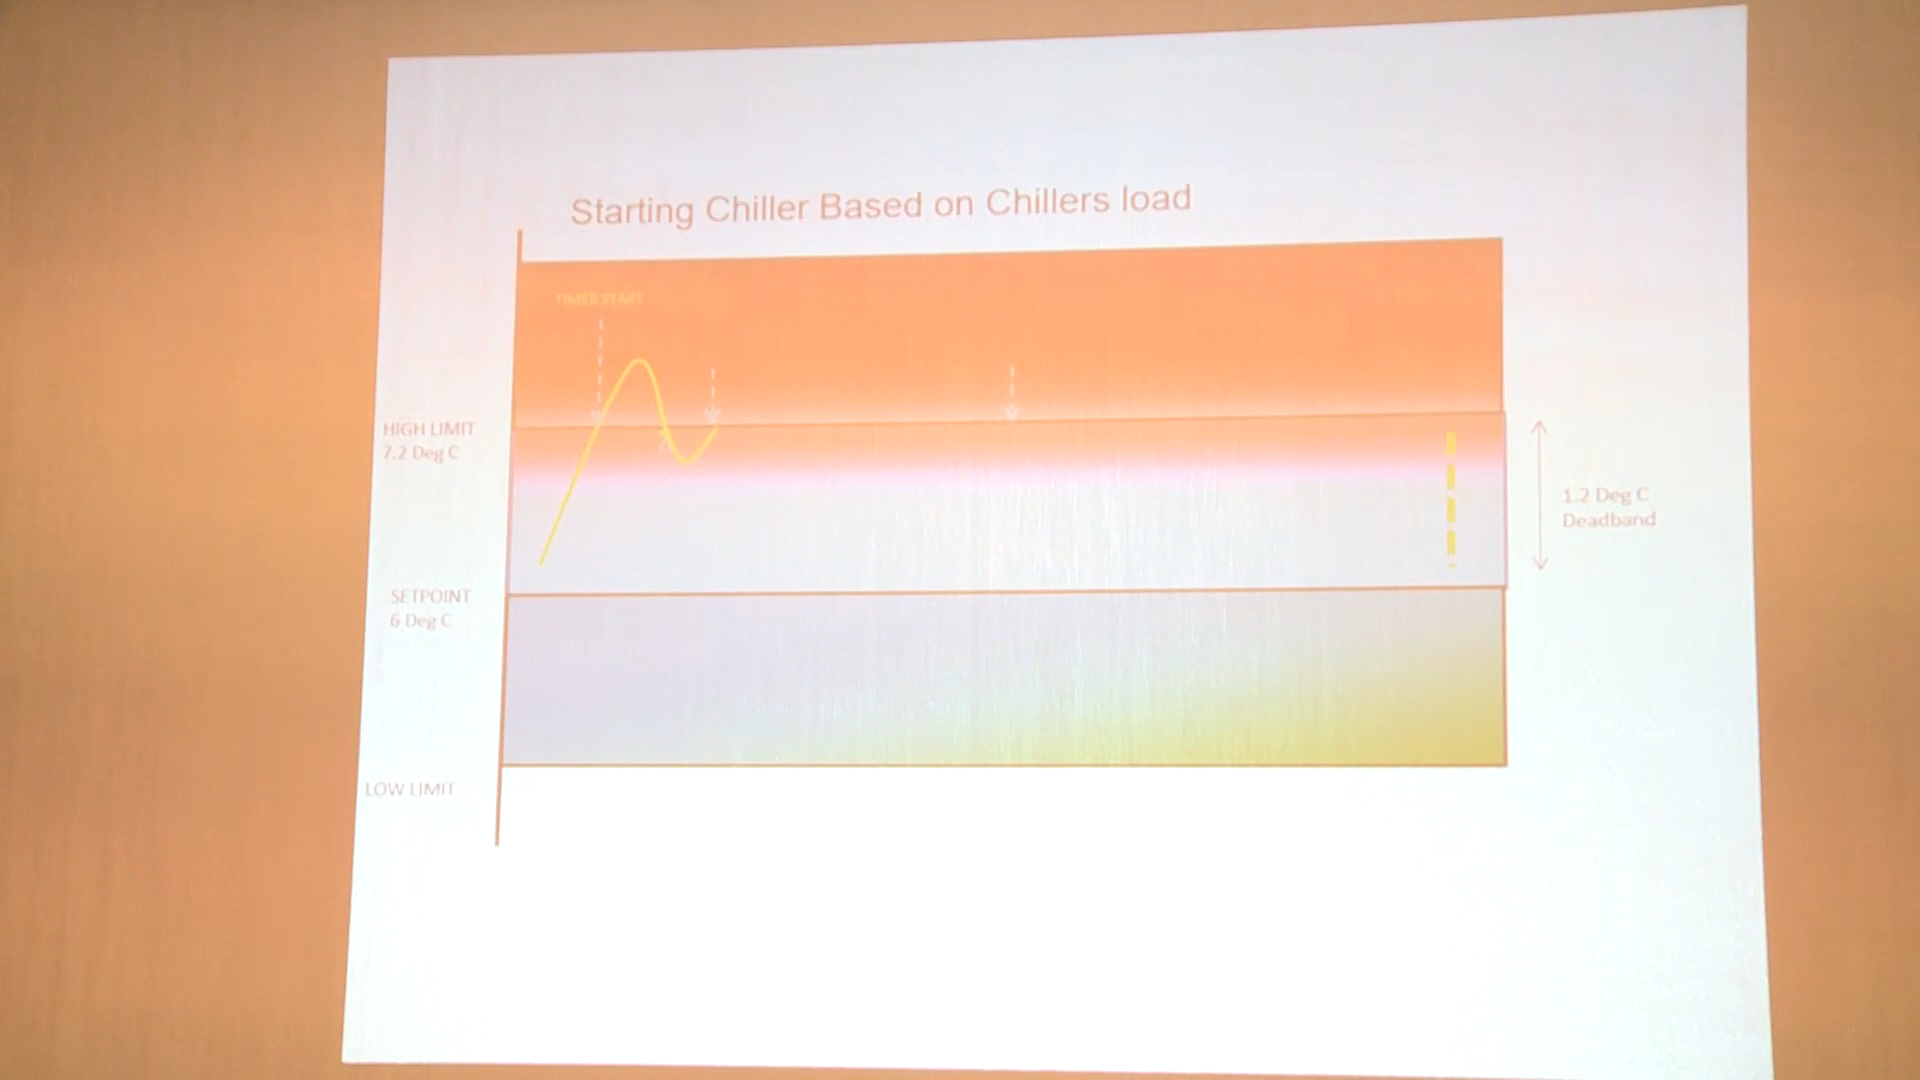 Starting Chiller Based on Chillers load
TIMER START
HIGH LIMIT
7.2 Deg C
1.2 Deg C
Deadband
SETPOINT
6 Deg C
LOW LIMIT